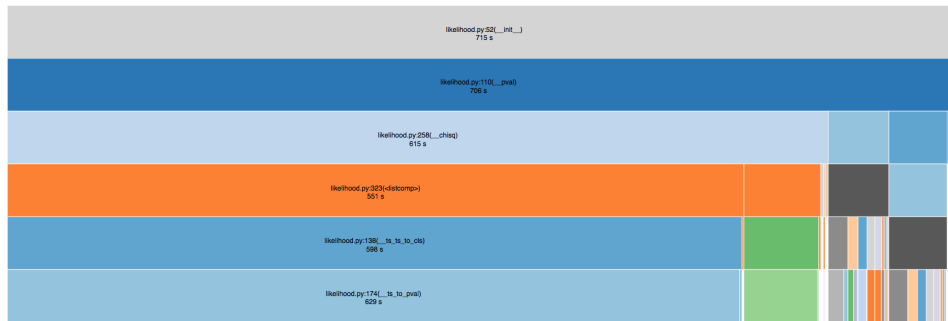 likelihood.py:52(__init__)
715 s
likelihood.py:110(__pval)
706 s
likelihood.py:258(__chisq)
615 s
likelihood.py:323(<listcomp>)
551 s
likelihood.py:138(__ts_ts_to_cls)
598 s
likelihood.py:174(__ts_to_pval)
629 s